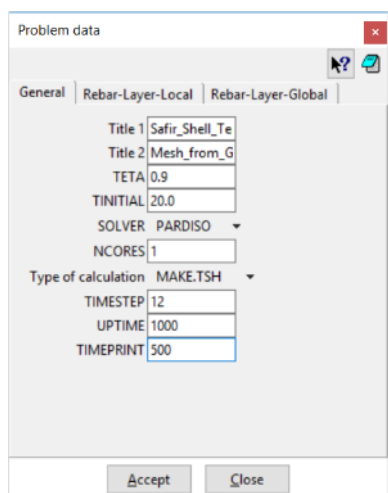 Problem data
General Rebar-Layer-Local Rebar-Layer-Global
Title 1 Safir_Shell_Te
Title 2 Mesh_from_G
TETA 0.9
TINITIAL 20.0
SOLVER PARDISO
NCORES 1
Type of calculation MAKE.TSH
TIMESTEP 12
UPTIME 1000
TIMEPRINT 500
Accept Close